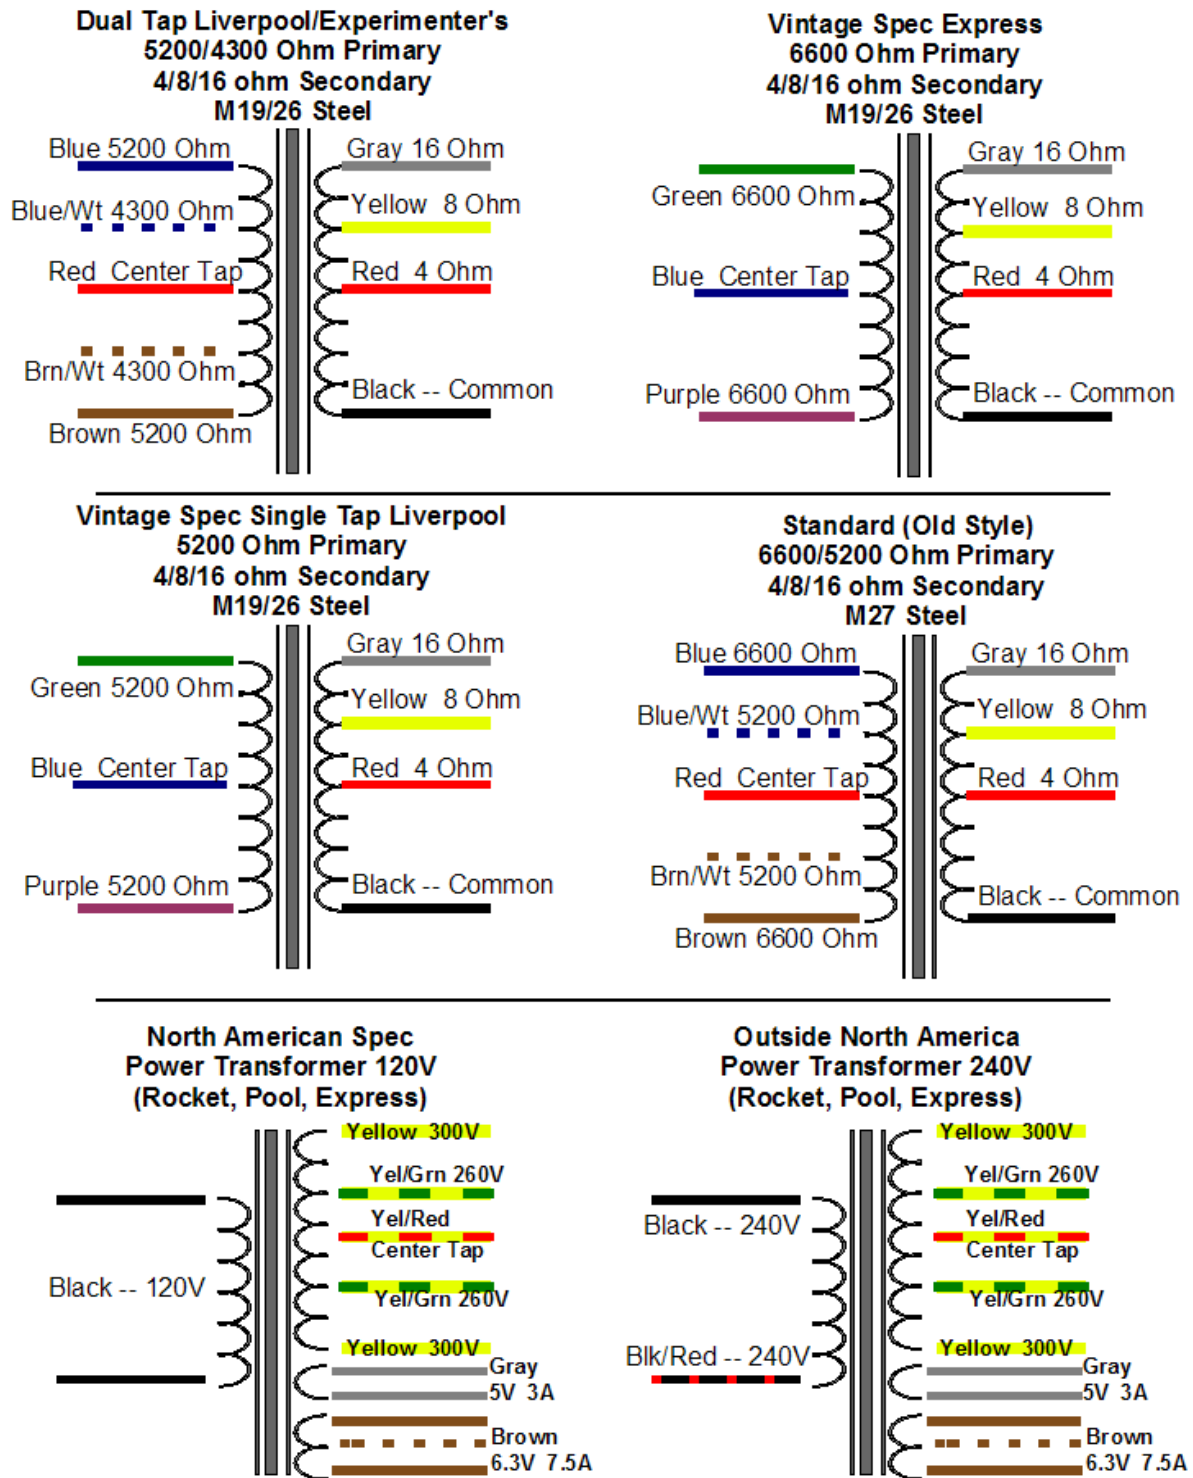 Dual Tap Liverpool/Experimenter's
5200/4300 Ohm Primary
4/8/16 ohm Secondary
M19/26 Steel
Blue 5200 Ohm
Gray 16 Ohm
Blue/Wt 4300 Ohm
Yellow 8 Ohm
Red Center Tap
Red 4 Ohm
Brn/Wt 4300 Ohm
Black -- Common
Brown 5200 Ohm
Vintage Spec Express
6600 Ohm Primary
4/8/16 ohm Secondary
M19/26 Steel
Gray 16 Ohm
Green 6600 Ohm
Yellow 8 Ohm
Blue Center Tap
Red 4 Ohm
Purple 6600 Ohm
Black -- Common
Vintage Spec Single Tap Liverpool
5200 Ohm Primary
4/8/16 ohm Secondary
M19/26 Steel
Gray 16 Ohm
Green 5200 Ohm
Yellow 8 Ohm
Blue Center Tap
Red 4 Ohm
Purple 5200 Ohm
Black -- Common
Standard (Old Style)
6600/5200 Ohm Primary
4/8/16 ohm Secondary
M27 Steel
Blue 6600 Ohm
Gray 16 Ohm
Blue/Wt 5200 Ohm
Yellow 8 Ohm
Red Center Tap
Red 4 Ohm
Brn/Wt 5200 Ohm
Black -- Common
Brown 6600 Ohm
North American Spec
Power Transformer 120V
(Rocket, Pool, Express)
Yellow 300V
Yel/Grn 260V
Yel/Red
Center Tap
Black -- 120V
Yel/Grn 260V
Yellow 300V
Gray
5V 3A
Brown
6.3V 7.5A
Outside North America
Power Transformer 240V
(Rocket, Pool, Express)
Yellow 300V
Yel/Grn 260V
Black -- 240V
Yel/Red
Center Tap
Yel/Grn 260V
Blk/Red -- 240V
Yellow 300V
Gray
5V 3A
Brown
6.3V 7.5A